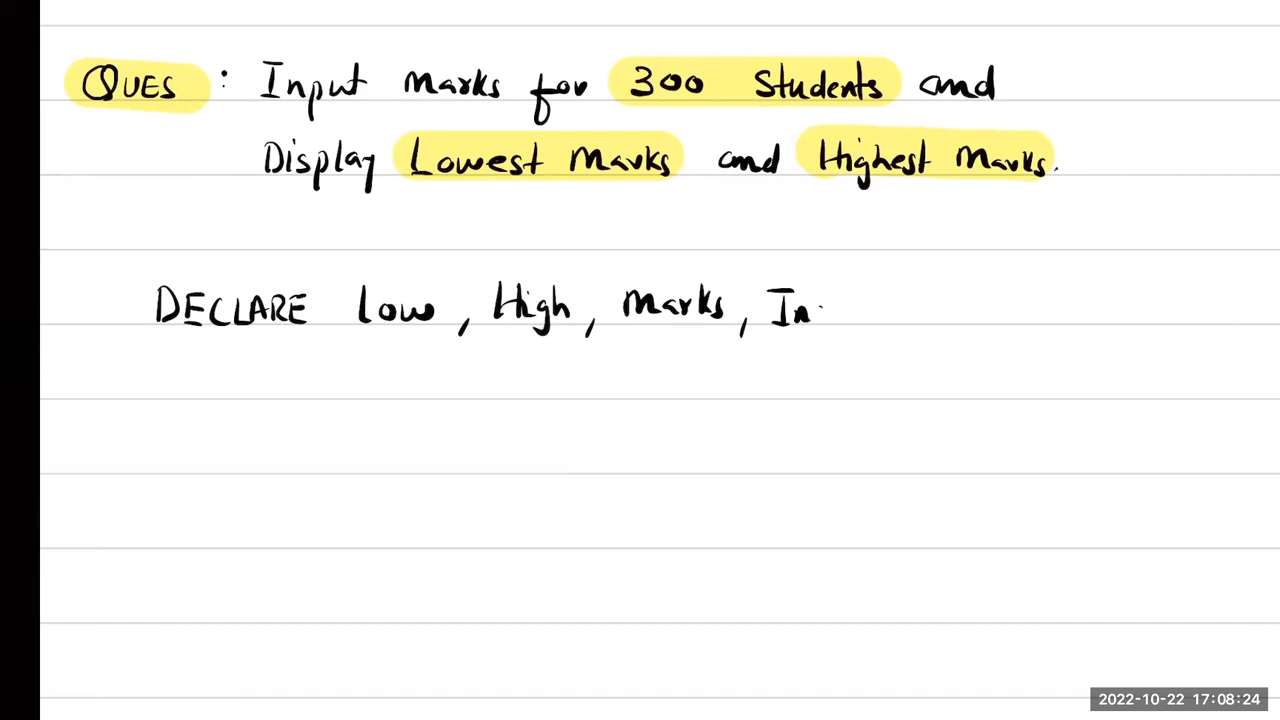 QUES : Input Marks for 300 Students and
Display Lowest Marks and Highest Marks.
DECLARE Low, High, Marks, In
2022-10-22 17:08:24